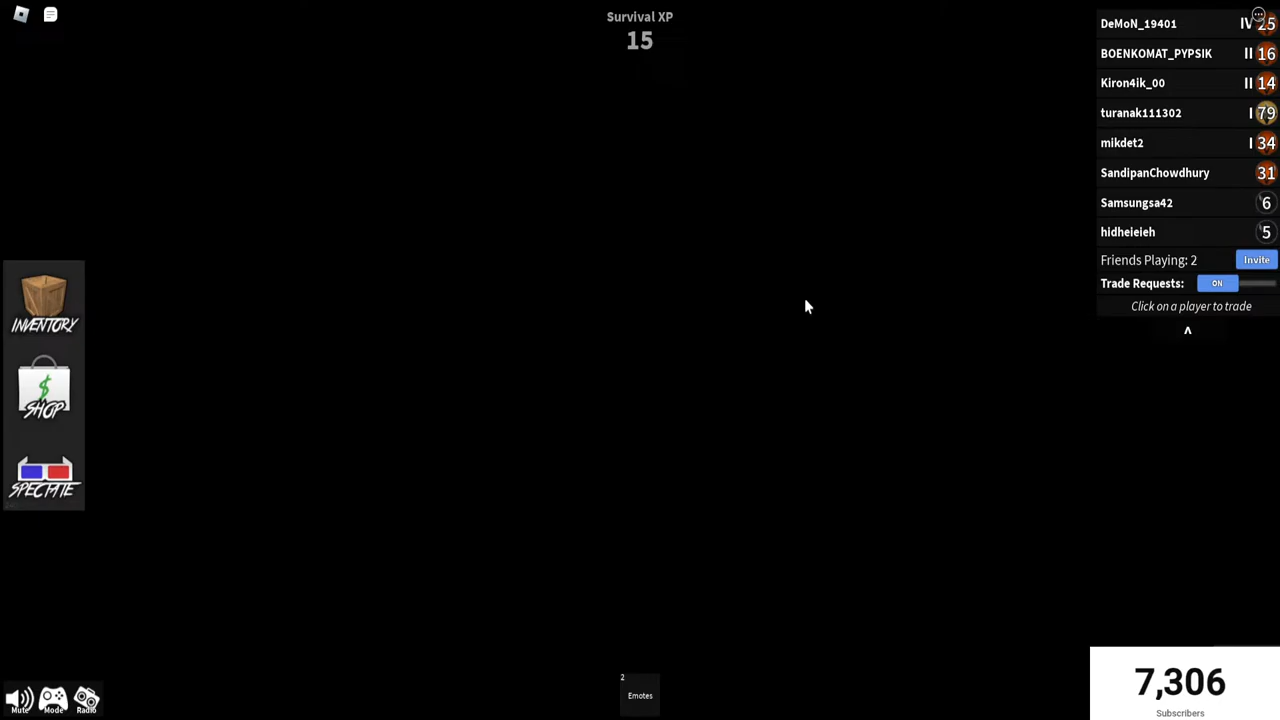 Survival XP
15
DeMoN_19401 IV 25
BOENKOMAT_PYPSIK II 16
Kiron4ik_00 II 14
turanak111302 I 79
mikdet2 I 34
SandipanChowdhury 31
Samsungsa42 6
hidheieieh 5
Friends Playing: 2 Invite
Trade Requests: ON
Click on a player to trade
^
INVENTORY
$
SHOP
SPECTATE
Mute Mode Radio
2
Emotes
7,306
Subscribers